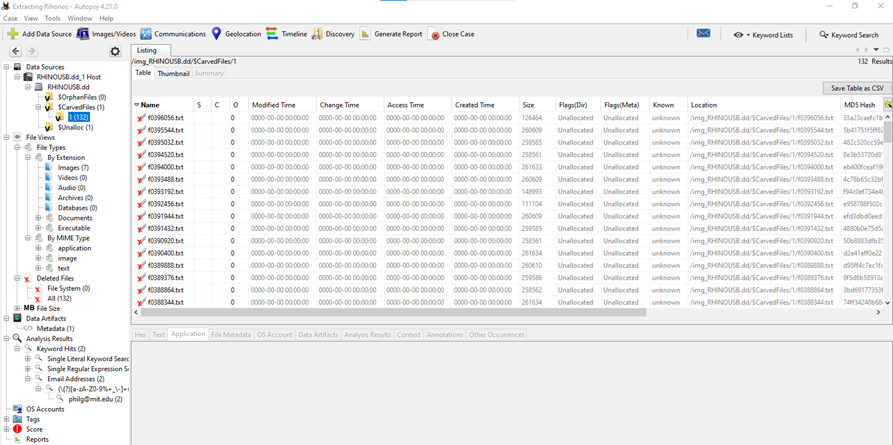 Extracting Rihonos - Autopsy 4.21.0
Case View Tools Window Help
Add Data Source Images/Videos Communications Geolocation Timeline Discovery Generate Report Close Case Keyword Lists Keyword Search
Data Sources
RHINOUSB.dd_1 Host
RHINOUSB.dd
$OrphanFiles (0)
$CarvedFiles (1)
1 (132)
$Unalloc (1)
File Views
File Types
By Extension
Images (7)
Videos (0)
Audio (0)
Archives (0)
Databases (0)
Documents
Executable
By MIME Type
application
image
text
Deleted Files
File System (0)
All (132)
MB File Size
Data Artifacts
Metadata (1)
Analysis Results
Keyword Hits (2)
Single Literal Keyword Searc
Single Regular Expression Se
Email Addresses (2)
philg@mit.edu (2)
OS Accounts
Tags
Score
Reports
Listing
/img_RHINOUSB.dd/$CarvedFiles/1 132 Results
Table Thumbnail Summary
Save Table as CSV
Name S C O Modified Time Change Time Access Time Created Time Size Flags(Dir) Flags(Meta) Known Location MD5 Hash
f0396056.txt 0 0000-00-00 00:00:00 0000-00-00 00:00:00 0000-00-00 00:00:00 0000-00-00 00:00:00 126464 Unallocated Unallocated unknown /img_RHINOUSB.dd/$CarvedFiles/1/f0396056.txt
f0395544.txt 0 0000-00-00 00:00:00 0000-00-00 00:00:00 0000-00-00 00:00:00 0000-00-00 00:00:00 260609 Unallocated Unallocated unknown /img_RHINOUSB.dd/$CarvedFiles/1/f0395544.txt
f0395032.txt 0 0000-00-00 00:00:00 0000-00-00 00:00:00 0000-00-00 00:00:00 0000-00-00 00:00:00 259585 Unallocated Unallocated unknown /img_RHINOUSB.dd/$CarvedFiles/1/f0395032.txt
f0394520.txt 0 0000-00-00 00:00:00 0000-00-00 00:00:00 0000-00-00 00:00:00 0000-00-00 00:00:00 258561 Unallocated Unallocated unknown /img_RHINOUSB.dd/$CarvedFiles/1/f0394520.txt
f0394000.txt 0 0000-00-00 00:00:00 0000-00-00 00:00:00 0000-00-00 00:00:00 0000-00-00 00:00:00 261633 Unallocated Unallocated unknown /img_RHINOUSB.dd/$CarvedFiles/1/f0394000.txt
f0393488.txt 0 0000-00-00 00:00:00 0000-00-00 00:00:00 0000-00-00 00:00:00 0000-00-00 00:00:00 259585 Unallocated Unallocated unknown /img_RHINOUSB.dd/$CarvedFiles/1/f0393488.txt
f0393192.txt 0 0000-00-00 00:00:00 0000-00-00 00:00:00 0000-00-00 00:00:00 0000-00-00 00:00:00 148993 Unallocated Unallocated unknown /img_RHINOUSB.dd/$CarvedFiles/1/f0393192.txt
f0392456.txt 0 0000-00-00 00:00:00 0000-00-00 00:00:00 0000-00-00 00:00:00 0000-00-00 00:00:00 111104 Unallocated Unallocated unknown /img_RHINOUSB.dd/$CarvedFiles/1/f0392456.txt
f0391944.txt 0 0000-00-00 00:00:00 0000-00-00 00:00:00 0000-00-00 00:00:00 0000-00-00 00:00:00 260609 Unallocated Unallocated unknown /img_RHINOUSB.dd/$CarvedFiles/1/f0391944.txt
f0391432.txt 0 0000-00-00 00:00:00 0000-00-00 00:00:00 0000-00-00 00:00:00 0000-00-00 00:00:00 259585 Unallocated Unallocated unknown /img_RHINOUSB.dd/$CarvedFiles/1/f0391432.txt
f0390920.txt 0 0000-00-00 00:00:00 0000-00-00 00:00:00 0000-00-00 00:00:00 0000-00-00 00:00:00 258561 Unallocated Unallocated unknown /img_RHINOUSB.dd/$CarvedFiles/1/f0390920.txt
f0390400.txt 0 0000-00-00 00:00:00 0000-00-00 00:00:00 0000-00-00 00:00:00 0000-00-00 00:00:00 261634 Unallocated Unallocated unknown /img_RHINOUSB.dd/$CarvedFiles/1/f0390400.txt
f0389888.txt 0 0000-00-00 00:00:00 0000-00-00 00:00:00 0000-00-00 00:00:00 0000-00-00 00:00:00 260610 Unallocated Unallocated unknown /img_RHINOUSB.dd/$CarvedFiles/1/f0389888.txt
f0389376.txt 0 0000-00-00 00:00:00 0000-00-00 00:00:00 0000-00-00 00:00:00 0000-00-00 00:00:00 259586 Unallocated Unallocated unknown /img_RHINOUSB.dd/$CarvedFiles/1/f0389376.txt
f0388864.txt 0 0000-00-00 00:00:00 0000-00-00 00:00:00 0000-00-00 00:00:00 0000-00-00 00:00:00 258562 Unallocated Unallocated unknown /img_RHINOUSB.dd/$CarvedFiles/1/f0388864.txt
f0388344.txt 0 0000-00-00 00:00:00 0000-00-00 00:00:00 0000-00-00 00:00:00 0000-00-00 00:00:00 261634 Unallocated Unallocated unknown /img_RHINOUSB.dd/$CarvedFiles/1/f0388344.txt
Hex Text Application File Metadata OS Account Data Artifacts Analysis Results Context Annotations Other Occurrences